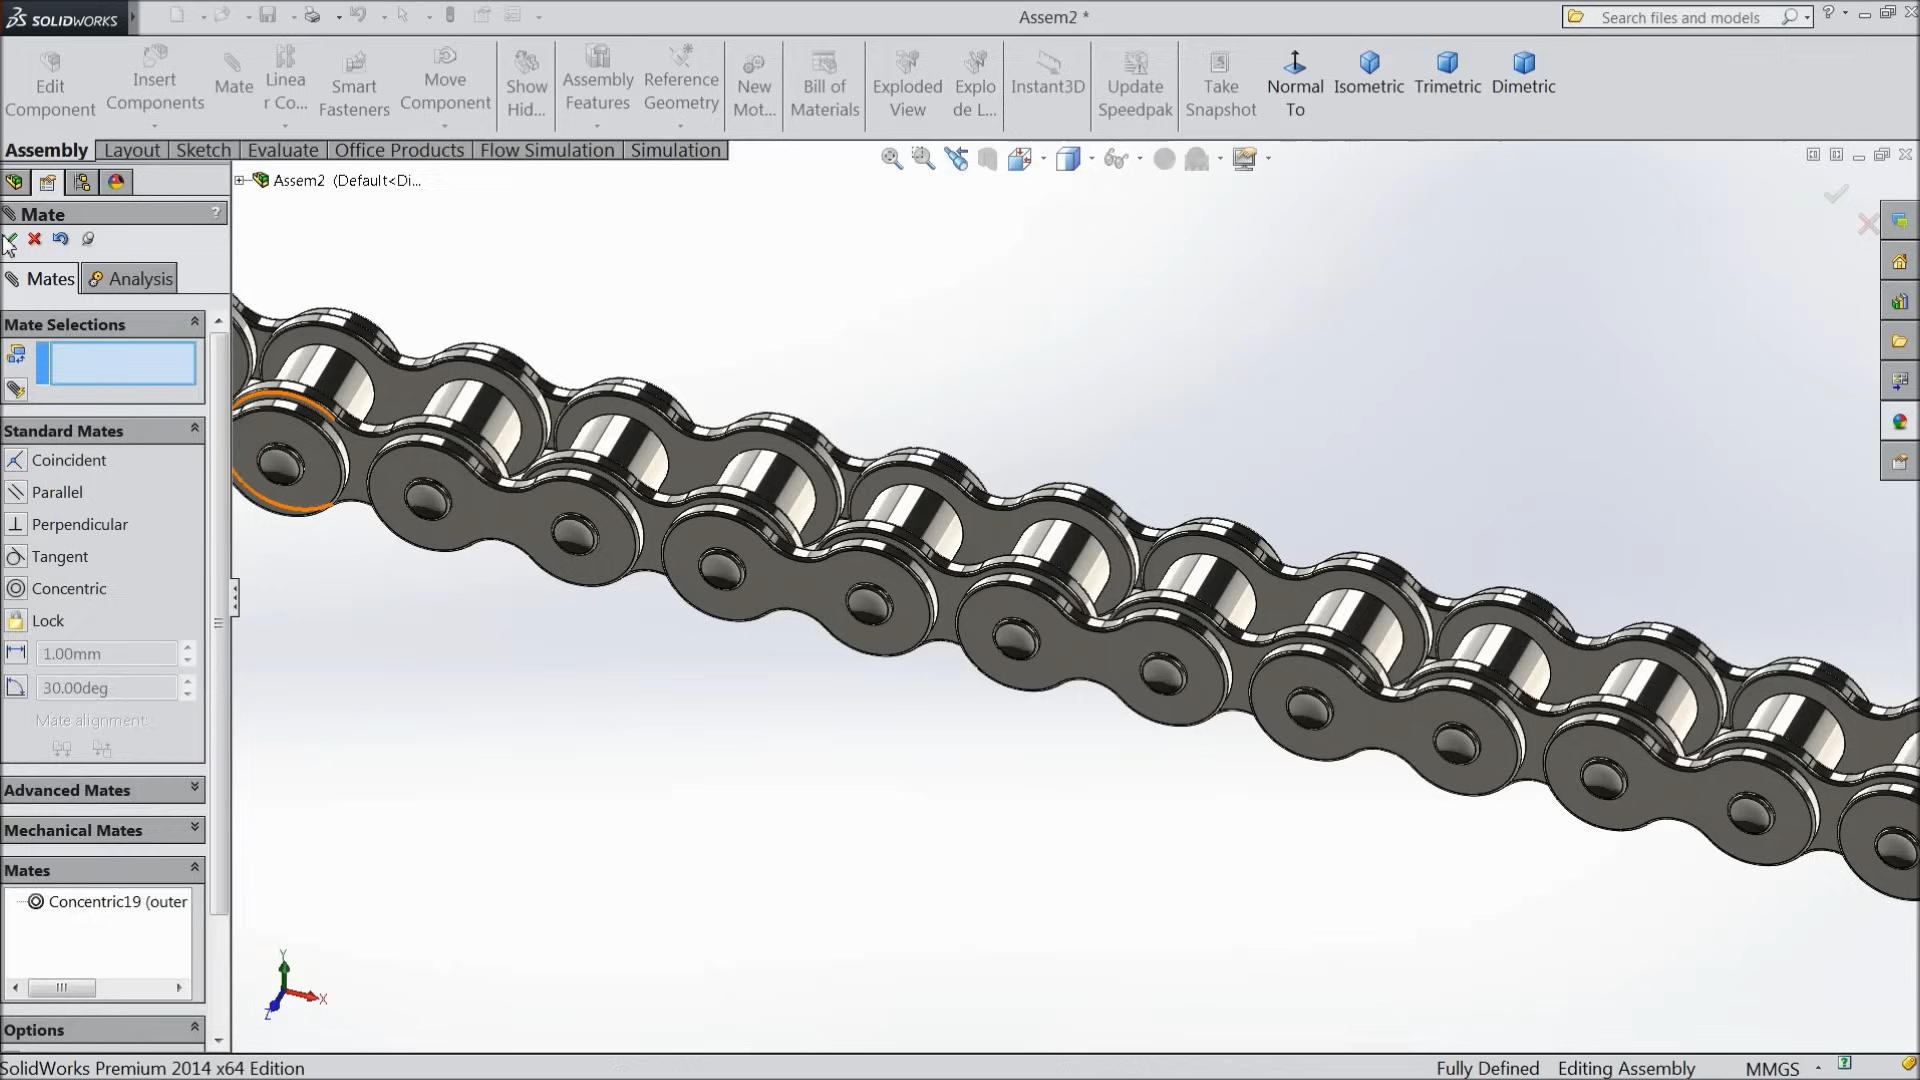 SOLIDWORKS
Assem2 *
Search files and models
?
Edit Component
Insert Components
Mate
Linea r Co...
Smart Fasteners
Move Component
Show Hid...
Assembly Features
Reference Geometry
New Mot...
Bill of Materials
Exploded View
Explo de L...
Instant3D
Update Speedpak
Take Snapshot
Normal To
Isometric
Trimetric
Dimetric
Assembly
Layout
Sketch
Evaluate
Office Products
Flow Simulation
Simulation
Assem2 (Default<Di...
Mate
?
Mates
Analysis
Mate Selections
Standard Mates
Coincident
Parallel
Perpendicular
Tangent
Concentric
Lock
1.00mm
30.00deg
Mate alignment:
Advanced Mates
Mechanical Mates
Mates
Concentric19 (outer
Options
Y
X
Z
SolidWorks Premium 2014 x64 Edition
Fully Defined
Editing Assembly
MMGS
?